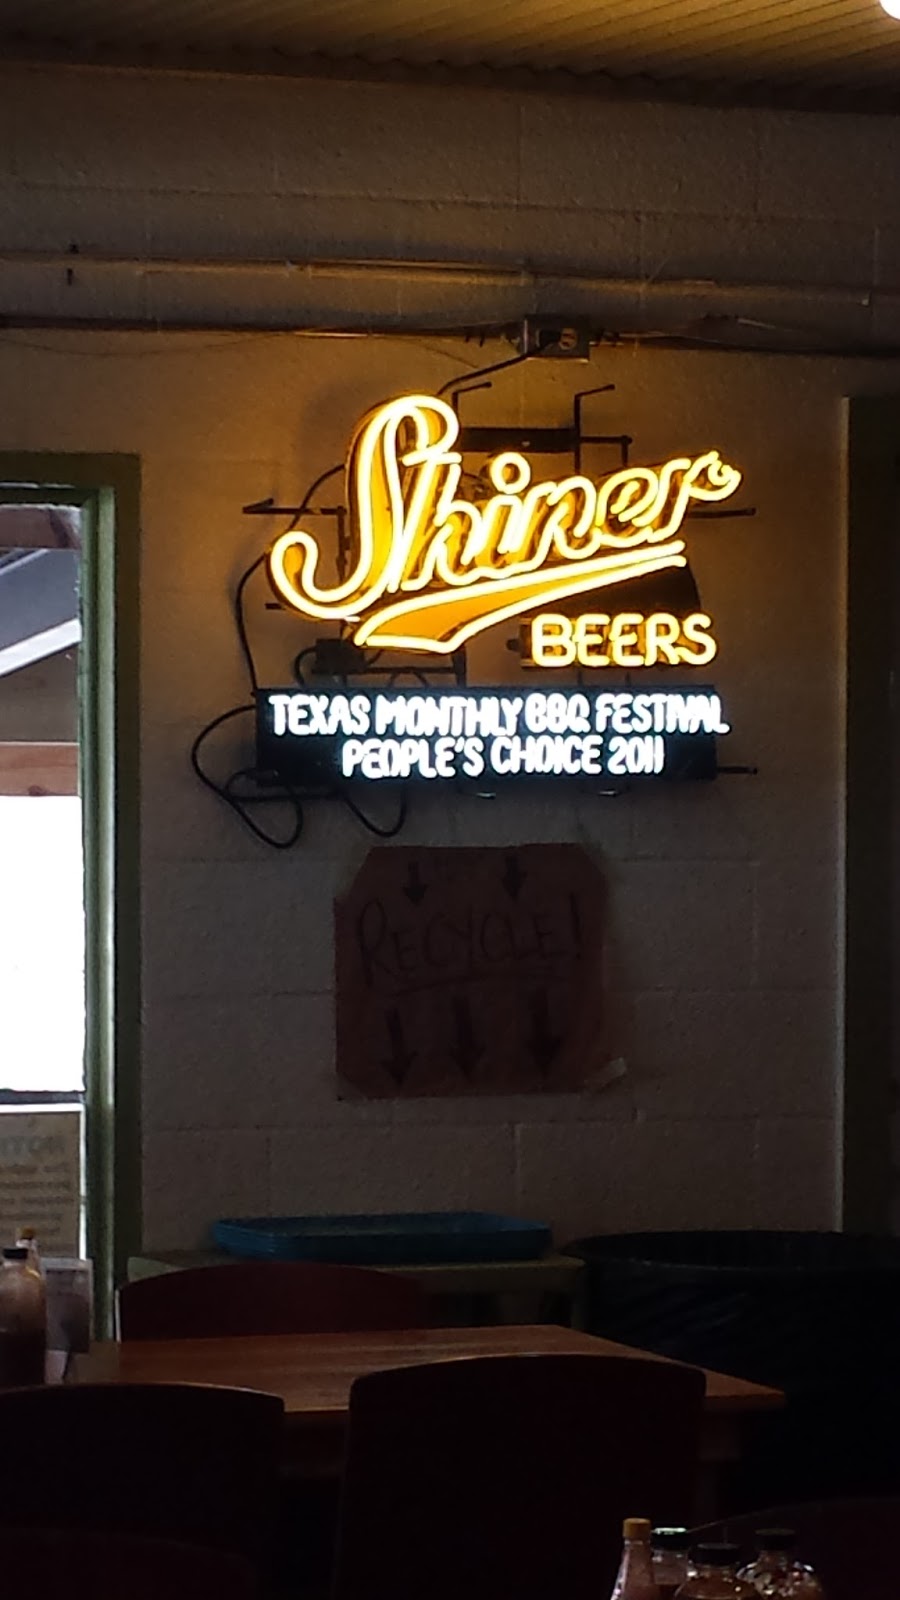 Shiner
BEERS
TEXAS MONTHLY BBQ FESTIVAL
PEOPLE'S CHOICE 2011
RECYCLE!